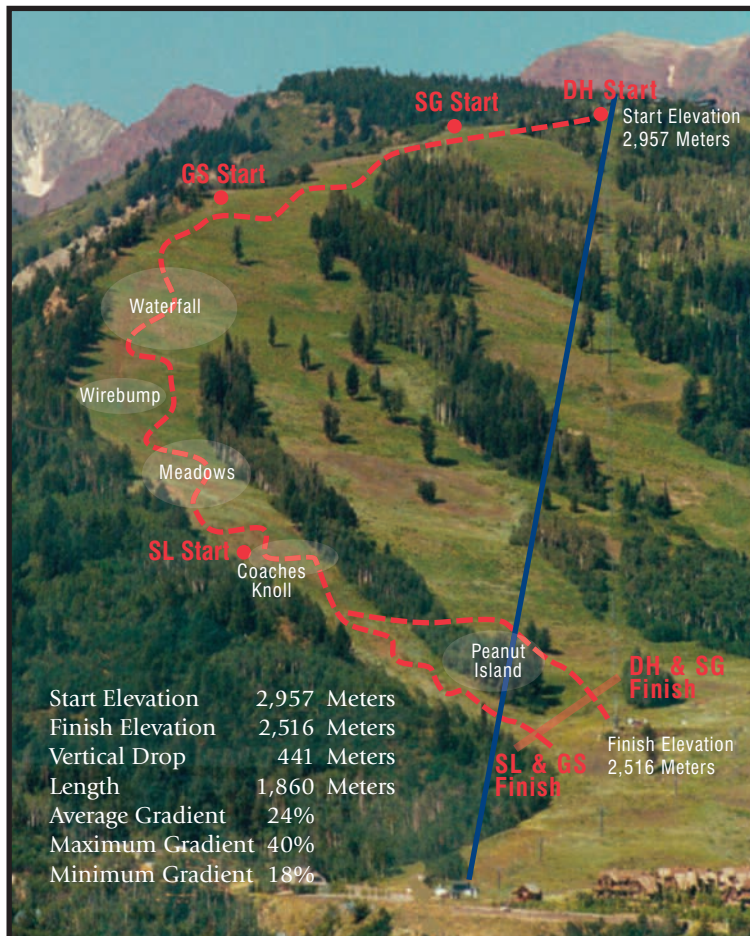 SG Start
DH Start
Start Elevation
2,957 Meters
GS Start
Waterfall
Wirebump
Meadows
SL Start
Coaches
Knoll
Peanut
Island
DH & SG
Finish
SL & GS
Finish
Finish Elevation
2,516 Meters
Start Elevation 2,957 Meters
Finish Elevation 2,516 Meters
Vertical Drop 441 Meters
Length 1,860 Meters
Average Gradient 24%
Maximum Gradient 40%
Minimum Gradient 18%